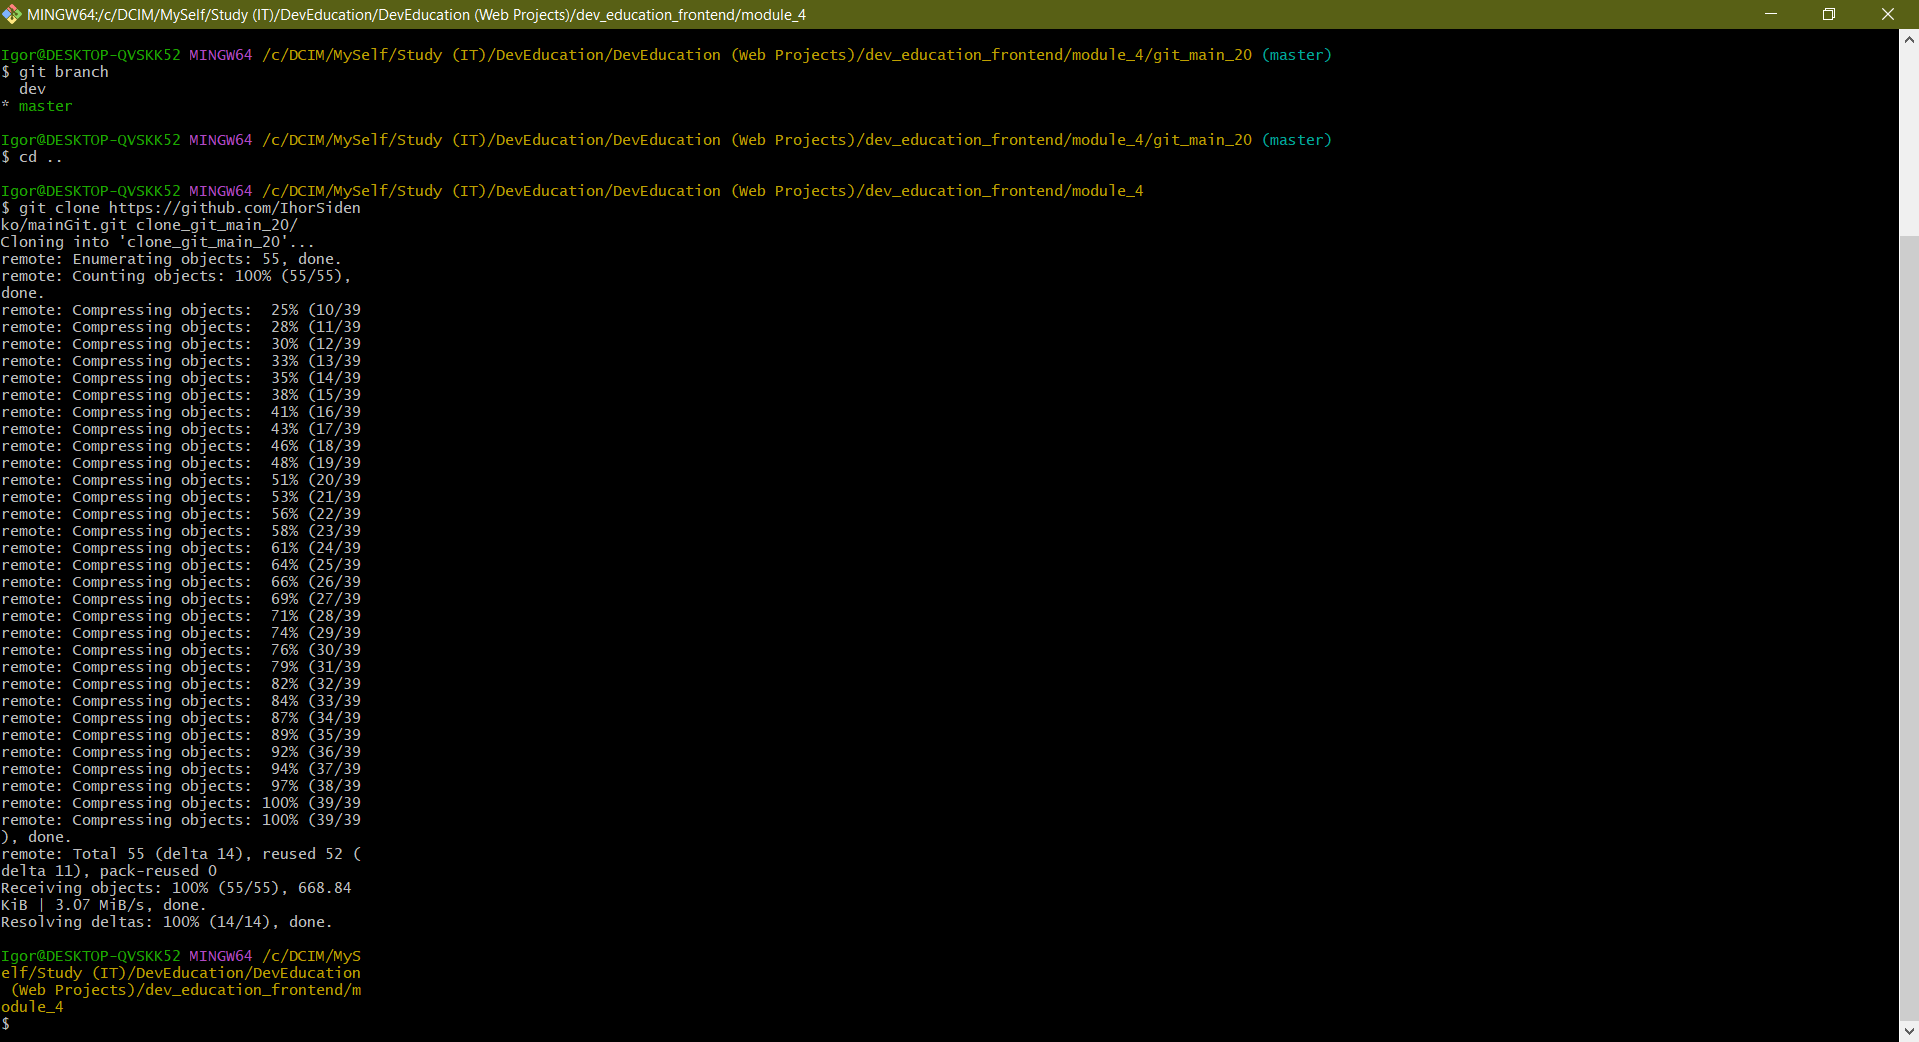 MINGW64:/c/DCIM/MySelf/Study (IT)/DevEducation/DevEducation (Web Projects)/dev_education_frontend/module_4
Igor@DESKTOP-QVSKK52 MINGW64 /c/DCIM/MySelf/Study (IT)/DevEducation/DevEducation (Web Projects)/dev_education_frontend/module_4/git_main_20 (master)
$ git branch
  dev
* master
Igor@DESKTOP-QVSKK52 MINGW64 /c/DCIM/MySelf/Study (IT)/DevEducation/DevEducation (Web Projects)/dev_education_frontend/module_4/git_main_20 (master)
$ cd ..
Igor@DESKTOP-QVSKK52 MINGW64 /c/DCIM/MySelf/Study (IT)/DevEducation/DevEducation (Web Projects)/dev_education_frontend/module_4
$ git clone https://github.com/IhorSiden
ko/mainGit.git clone_git_main_20/
Cloning into 'clone_git_main_20'...
remote: Enumerating objects: 55, done.
remote: Counting objects: 100% (55/55),
done.
remote: Compressing objects:  25% (10/39
remote: Compressing objects:  28% (11/39
remote: Compressing objects:  30% (12/39
remote: Compressing objects:  33% (13/39
remote: Compressing objects:  35% (14/39
remote: Compressing objects:  38% (15/39
remote: Compressing objects:  41% (16/39
remote: Compressing objects:  43% (17/39
remote: Compressing objects:  46% (18/39
remote: Compressing objects:  48% (19/39
remote: Compressing objects:  51% (20/39
remote: Compressing objects:  53% (21/39
remote: Compressing objects:  56% (22/39
remote: Compressing objects:  58% (23/39
remote: Compressing objects:  61% (24/39
remote: Compressing objects:  64% (25/39
remote: Compressing objects:  66% (26/39
remote: Compressing objects:  69% (27/39
remote: Compressing objects:  71% (28/39
remote: Compressing objects:  74% (29/39
remote: Compressing objects:  76% (30/39
remote: Compressing objects:  79% (31/39
remote: Compressing objects:  82% (32/39
remote: Compressing objects:  84% (33/39
remote: Compressing objects:  87% (34/39
remote: Compressing objects:  89% (35/39
remote: Compressing objects:  92% (36/39
remote: Compressing objects:  94% (37/39
remote: Compressing objects:  97% (38/39
remote: Compressing objects: 100% (39/39
remote: Compressing objects: 100% (39/39
), done.
remote: Total 55 (delta 14), reused 52 (
delta 11), pack-reused 0
Receiving objects: 100% (55/55), 668.84
KiB | 3.07 MiB/s, done.
Resolving deltas: 100% (14/14), done.
Igor@DESKTOP-QVSKK52 MINGW64 /c/DCIM/MyS
elf/Study (IT)/DevEducation/DevEducation
 (Web Projects)/dev_education_frontend/m
odule_4
$